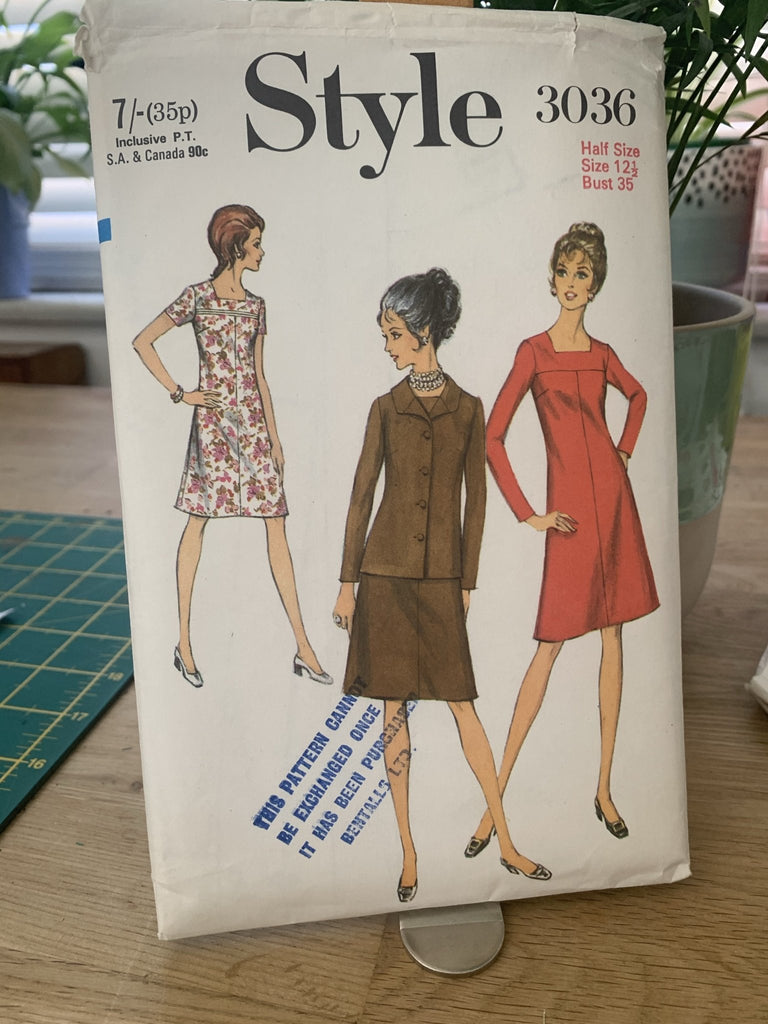 7/-(35p)
Inclusive P.T.
S.A. & Canada 90c
Style
3036
Half Size
Size 12½
Bust 35
THIS PATTERN CANNOT
BE EXCHANGED ONCE
IT HAS BEEN PURCHASED
BENTALLS LTD.
18
17
16